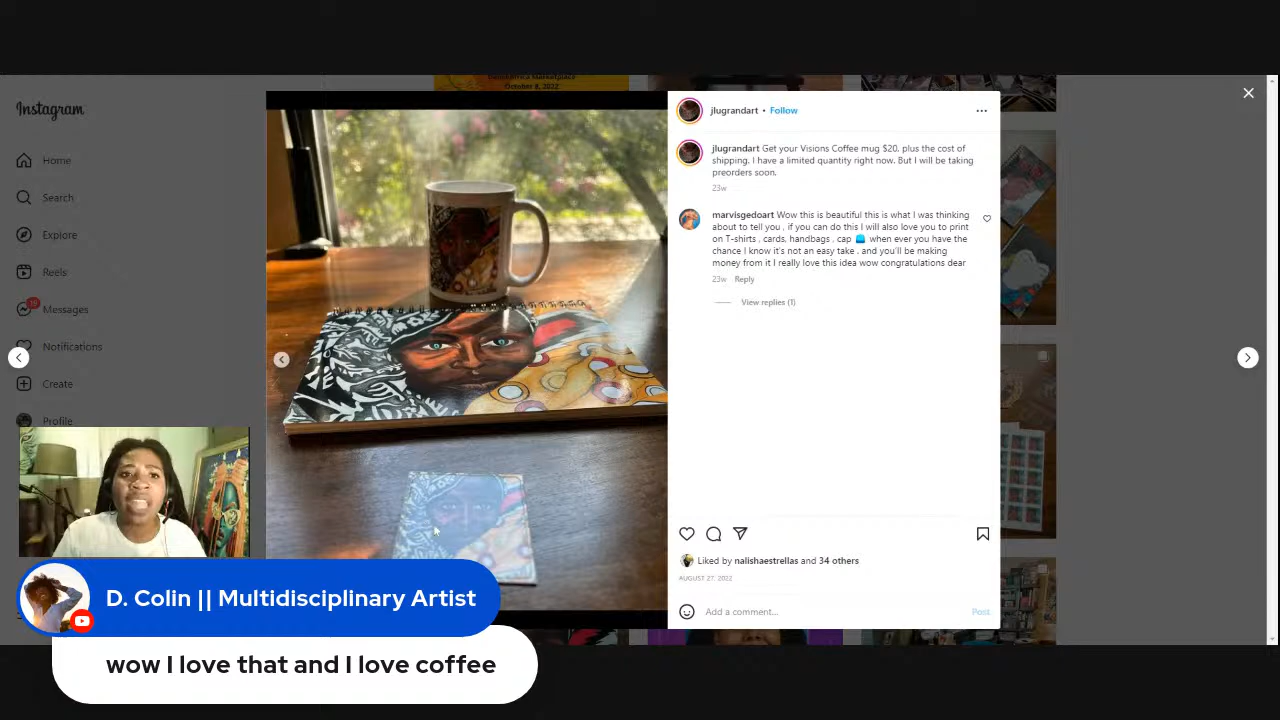 Marketplace
October 8, 2022
Instagram
Home
Search
Explore
Reels
19
Messages
Notifications
Create
Profile
jlugrandart • Follow
jlugrandart Get your Visions Coffee mug $20, plus the cost of
shipping. I have a limited quantity right now. But I will be taking
preorders soon.
23w
marvisgedoart Wow this is beautiful this is what I was thinking
about to tell you , if you can do this I will also love you to print
on T-shirts , cards, handbags , cap 🧢 when ever you have the
chance I know it's not an easy take , and you'll be making
money from it I really love this idea wow congratulations dear
23w Reply
View replies (1)
Liked by nalishaestrellas and 34 others
AUGUST 27, 2022
Add a comment...
Post
D. Colin || Multidisciplinary Artist
wow I love that and I love coffee